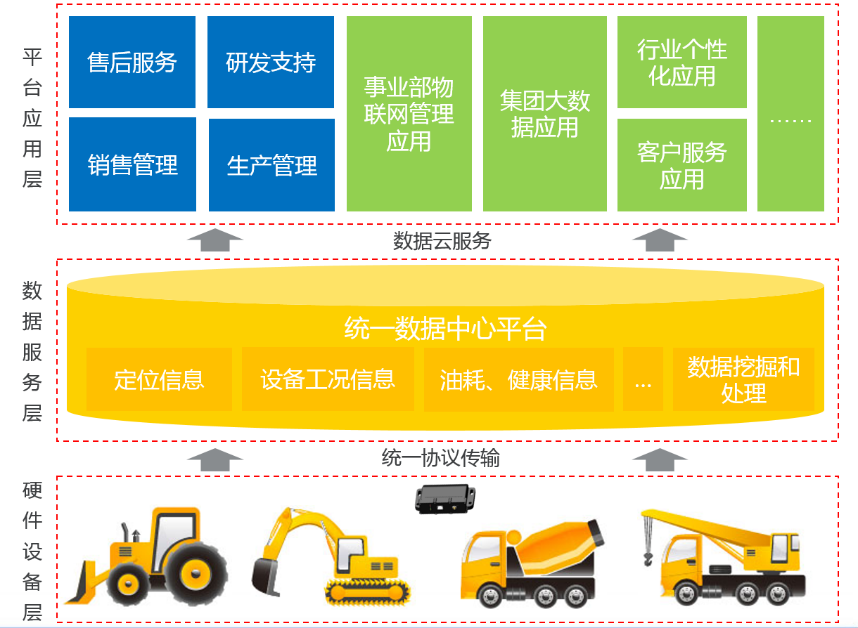 平台应用层
售后服务
研发支持
销售管理
生产管理
事业部物
联网管理
应用
集团大数
据应用
行业个性
化应用
客户服务
应用
……
数据云服务
数据服务层
统一数据中心平台
定位信息
设备工况信息
油耗、健康信息
...
数据挖掘和
处理
统一协议传输
硬件设备层